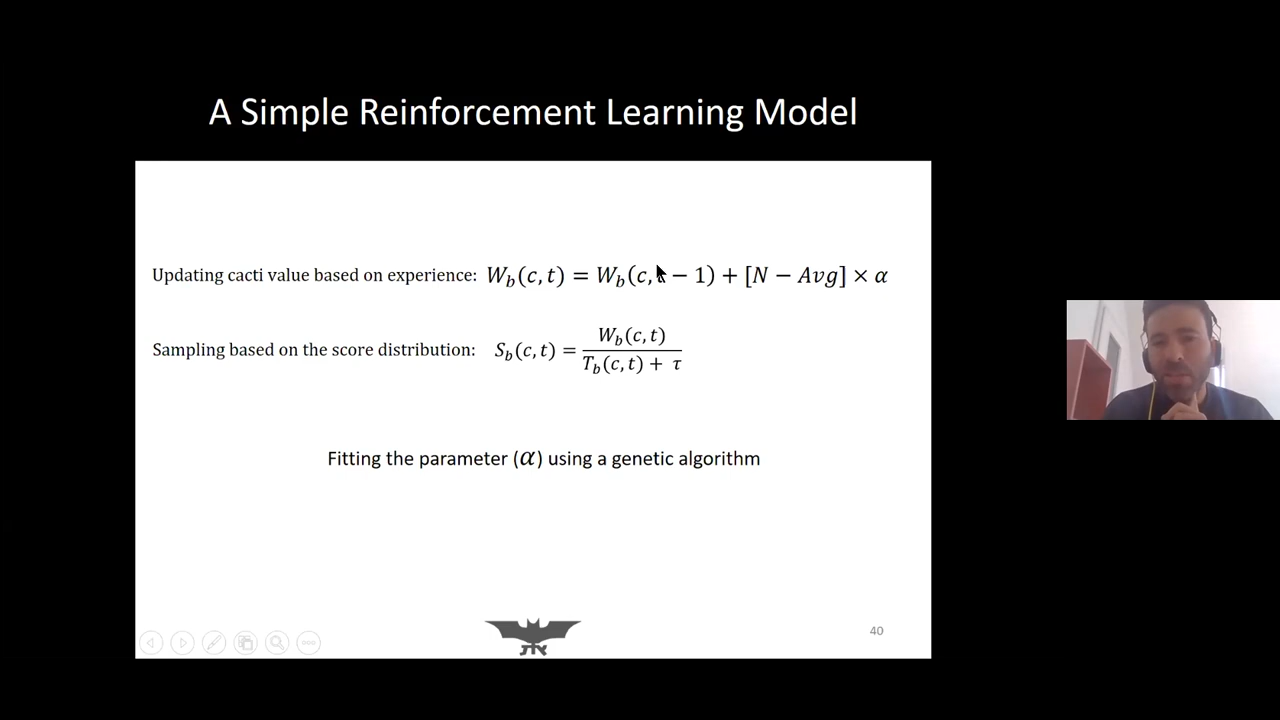 A Simple Reinforcement Learning Model
Updating cacti value based on experience: W_b(c, t) = W_b(c, t − 1) + [N − Avg] × α
Sampling based on the score distribution: S_b(c, t) = W_b(c, t) / (T_b(c, t) + τ)
Fitting the parameter (α) using a genetic algorithm
40